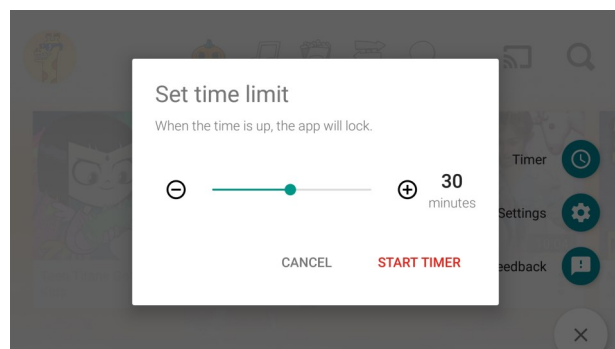 Set time limit
When the time is up, the app will lock.
30
minutes
CANCEL
START TIMER
Timer
Settings
eedback